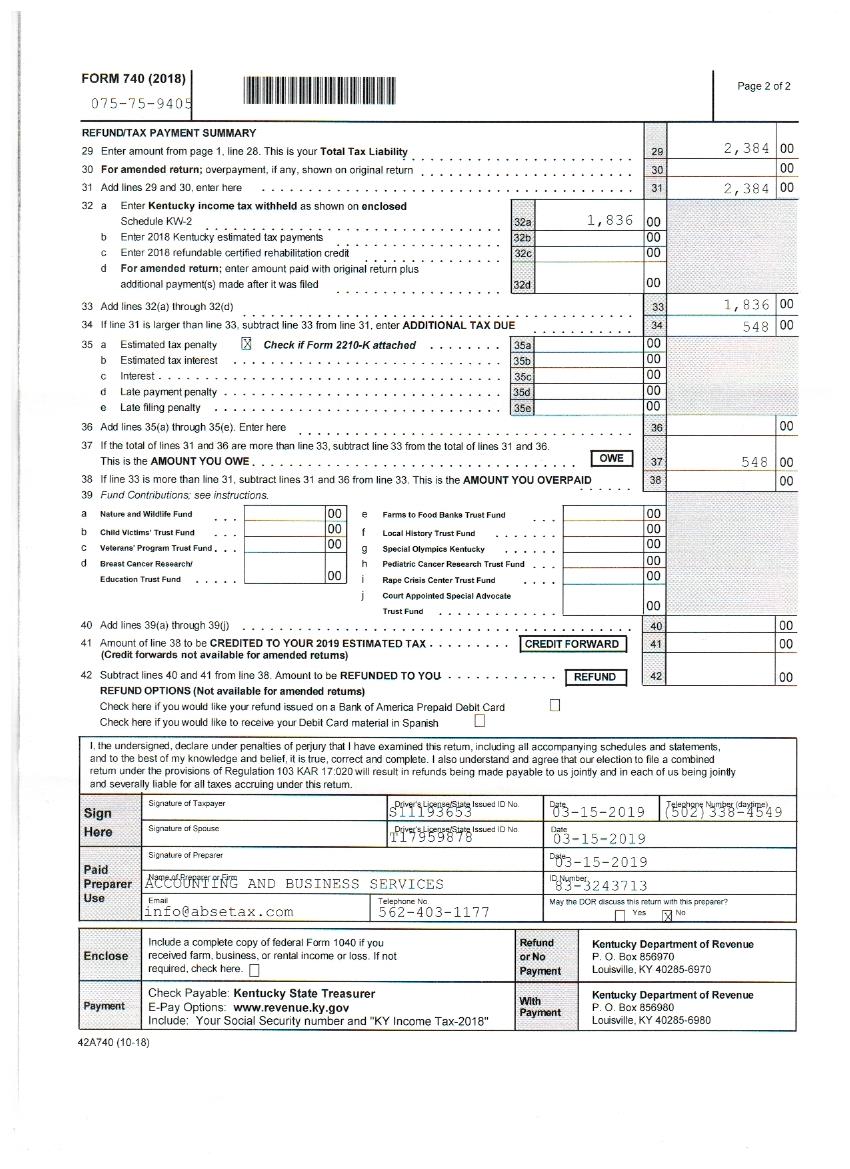 FORM 740 (2018)
075-75-9405
Page 2 of 2
REFUND/TAX PAYMENT SUMMARY
29 Enter amount from page 1, line 28. This is your Total Tax Liability 29 2,384 00
30 For amended return; overpayment, if any, shown on original return 30 00
31 Add lines 29 and 30, enter here 31 2,384 00
32 a Enter Kentucky income tax withheld as shown on enclosed
Schedule KW-2 32a 1,836 00
b Enter 2018 Kentucky estimated tax payments 32b 00
c Enter 2018 refundable certified rehabilitation credit 32c 00
d For amended return; enter amount paid with original return plus
additional payment(s) made after it was filed 32d 00
33 Add lines 32(a) through 32(d) 33 1,836 00
34 If line 31 is larger than line 33, subtract line 33 from line 31, enter ADDITIONAL TAX DUE 34 548 00
35 a Estimated tax penalty X Check if Form 2210-K attached 35a 00
b Estimated tax interest 35b 00
c Interest 35c 00
d Late payment penalty 35d 00
e Late filing penalty 35e 00
36 Add lines 35(a) through 35(e). Enter here 36 00
37 If the total of lines 31 and 36 are more than line 33, subtract line 33 from the total of lines 31 and 36.
This is the AMOUNT YOU OWE OWE 37 548 00
38 If line 33 is more than line 31, subtract lines 31 and 36 from line 33. This is the AMOUNT YOU OVERPAID 38 00
39 Fund Contributions; see instructions.
a Nature and Wildlife Fund 00 e Farms to Food Banks Trust Fund 00
b Child Victims' Trust Fund 00 f Local History Trust Fund 00
c Veterans' Program Trust Fund 00 g Special Olympics Kentucky 00
d Breast Cancer Research/ h Pediatric Cancer Research Trust Fund 00
Education Trust Fund 00 i Rape Crisis Center Trust Fund 00
j Court Appointed Special Advocate
Trust Fund 00
40 Add lines 39(a) through 39(j) 40 00
41 Amount of line 38 to be CREDITED TO YOUR 2019 ESTIMATED TAX CREDIT FORWARD 41 00
(Credit forwards not available for amended returns)
42 Subtract lines 40 and 41 from line 38. Amount to be REFUNDED TO YOU REFUND 42 00
REFUND OPTIONS (Not available for amended returns)
Check here if you would like your refund issued on a Bank of America Prepaid Debit Card
Check here if you would like to receive your Debit Card material in Spanish
I, the undersigned, declare under penalties of perjury that I have examined this return, including all accompanying schedules and statements,
and to the best of my knowledge and belief, it is true, correct and complete. I also understand and agree that our election to file a combined
return under the provisions of Regulation 103 KAR 17:020 will result in refunds being made payable to us jointly and in each of us being jointly
and severally liable for all taxes accruing under this return.
Sign Here
Signature of Taxpayer Driver's License/State Issued ID No. Date Telephone Number (daytime)
S11193653 03-15-2019 (502) 338-4549
Signature of Spouse Driver's License/State Issued ID No. Date
T17959878 03-15-2019
Paid Preparer Use
Signature of Preparer Date
03-15-2019
Name of Preparer or Firm ID Number
ACCOUNTING AND BUSINESS SERVICES 83-3243713
Email Telephone No. May the DOR discuss this return with this preparer?
info@absetax.com 562-403-1177 Yes X No
Enclose
Include a complete copy of federal Form 1040 if you
received farm, business, or rental income or loss. If not
required, check here.
Refund or No Payment
Kentucky Department of Revenue
P. O. Box 856970
Louisville, KY 40285-6970
Payment
Check Payable: Kentucky State Treasurer
E-Pay Options: www.revenue.ky.gov
Include: Your Social Security number and "KY Income Tax-2018"
With Payment
Kentucky Department of Revenue
P. O. Box 856980
Louisville, KY 40285-6980
42A740 (10-18)